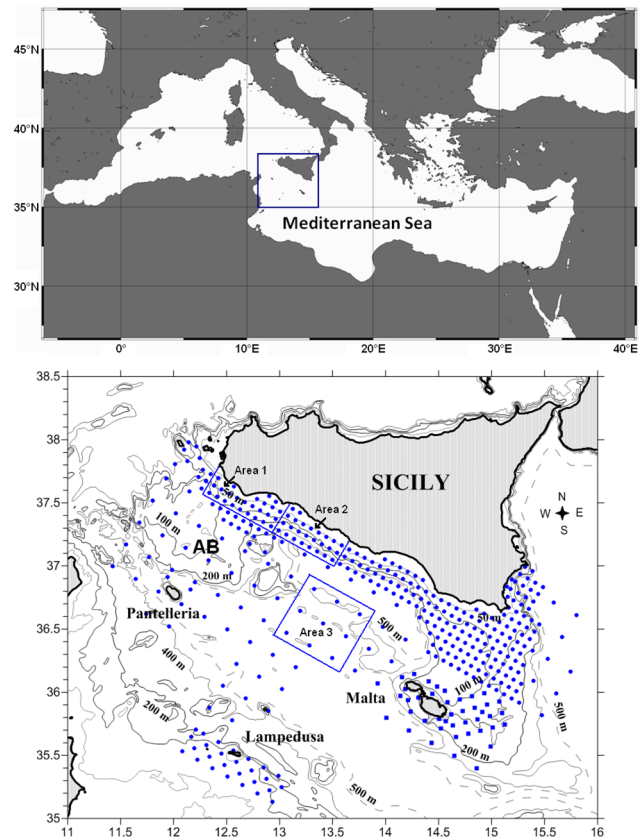 45°N
40°N
35°N
Mediterranean Sea
30°N
0°
10°E
20°E
30°E
40°E
38.5
38
Area 1
50 m
SICILY
37.5
Area 2
N
W E
S
100 m
AB
37
200 m
Pantelleria
50 m
500 m
36.5
Area 3
400 m
100 m
36
Malta
200 m
500 m
Lampedusa
200 m
35.5
500 m
35
11 11.5 12 12.5 13 13.5 14 14.5 15 15.5 16